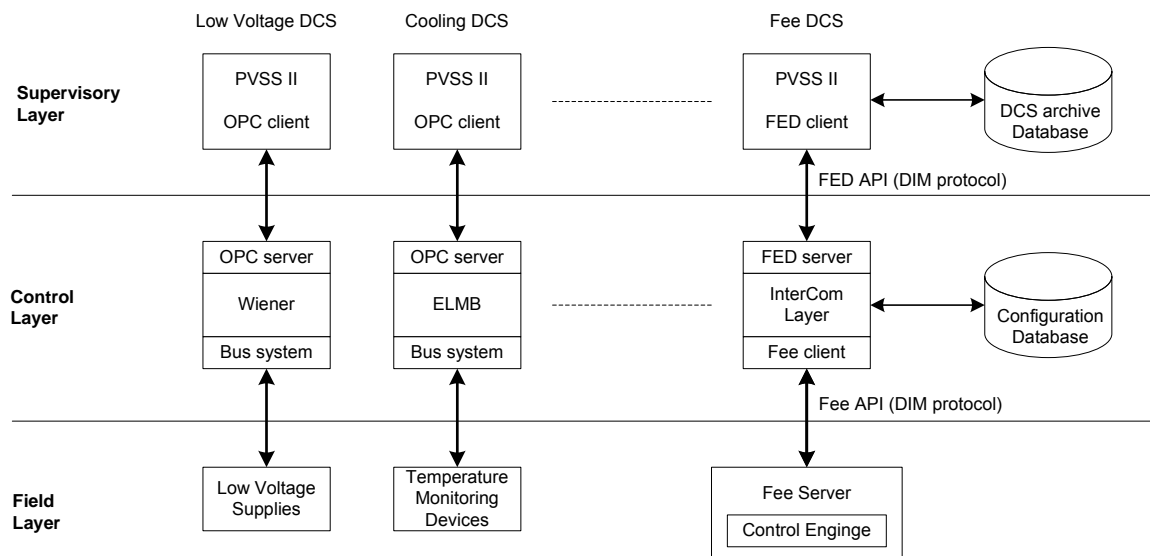 Low Voltage DCS
Cooling DCS
Fee DCS
Supervisory
Layer
PVSS II
OPC client
PVSS II
OPC client
PVSS II
FED client
DCS archive
Database
FED API (DIM protocol)
Control
Layer
OPC server
Wiener
Bus system
OPC server
ELMB
Bus system
FED server
InterCom
Layer
Fee client
Configuration
Database
Fee API (DIM protocol)
Field
Layer
Low Voltage
Supplies
Temperature
Monitoring
Devices
Fee Server
Control Enginge